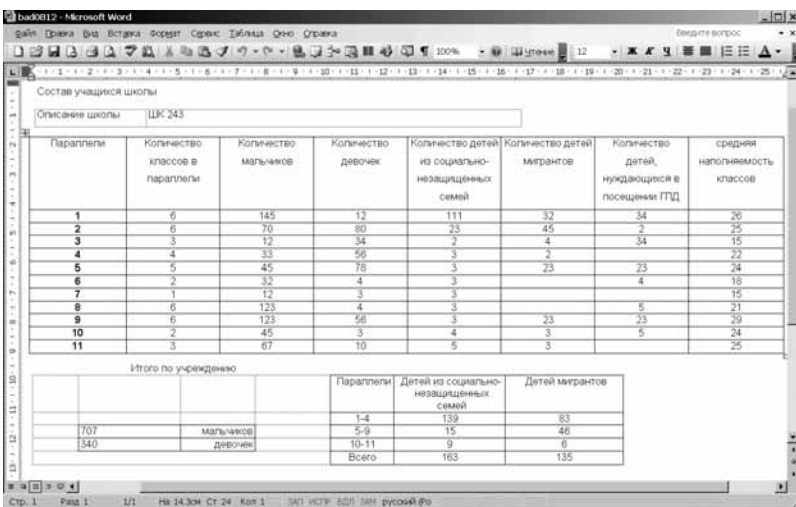 bad0812 - Microsoft Word
Файл Правка Вид Вставка Формат Сервис Таблица Окно Справка Введите вопрос
100% Чтение 12 Ж К Ч
Состав учащихся школы
Описание школы ШК 243
Параллели Количество классов в параллели Количество мальчиков Количество девочек Количество детей из социально-незащищенных семей Количество детей мигрантов Количество детей, нуждающихся в посещении ГПД средняя наполняемость классов
1 6 145 12 111 32 34 26
2 6 70 80 23 45 2 25
3 3 12 34 2 4 34 15
4 4 33 56 3 2 22
5 5 45 78 3 23 23 24
6 2 32 4 3 4 18
7 1 12 3 3 15
8 6 123 4 3 5 21
9 6 123 56 3 23 23 29
10 2 45 3 4 3 5 24
11 3 67 10 5 3 25
Итого по учреждению
Параллели Детей из социально-незащищенных семей Детей мигрантов
1-4 139 83
707 мальчиков 5-9 15 46
340 девочек 10-11 9 6
Всего 163 135
Стр. 1 Разд 1 1/1 На 14.3см Ст 24 Кол 1 ЗАП ИСПР ВДЛ ЗАМ русский (Ро